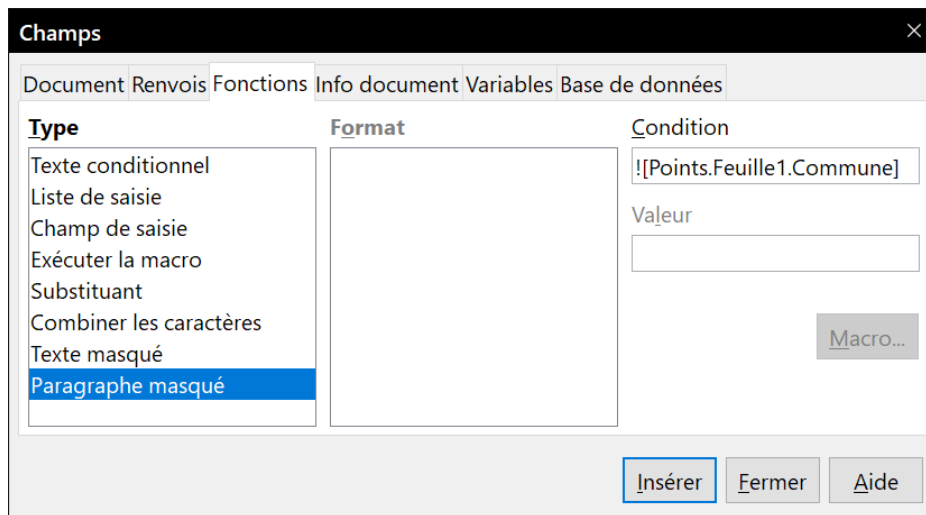 Champs
Document Renvois Fonctions Info document Variables Base de données
Type
Texte conditionnel
Liste de saisie
Champ de saisie
Exécuter la macro
Substituant
Combiner les caractères
Texte masqué
Paragraphe masqué
Format
Condition
![Points.Feuille1.Commune]
Valeur
Macro...
Insérer Fermer Aide